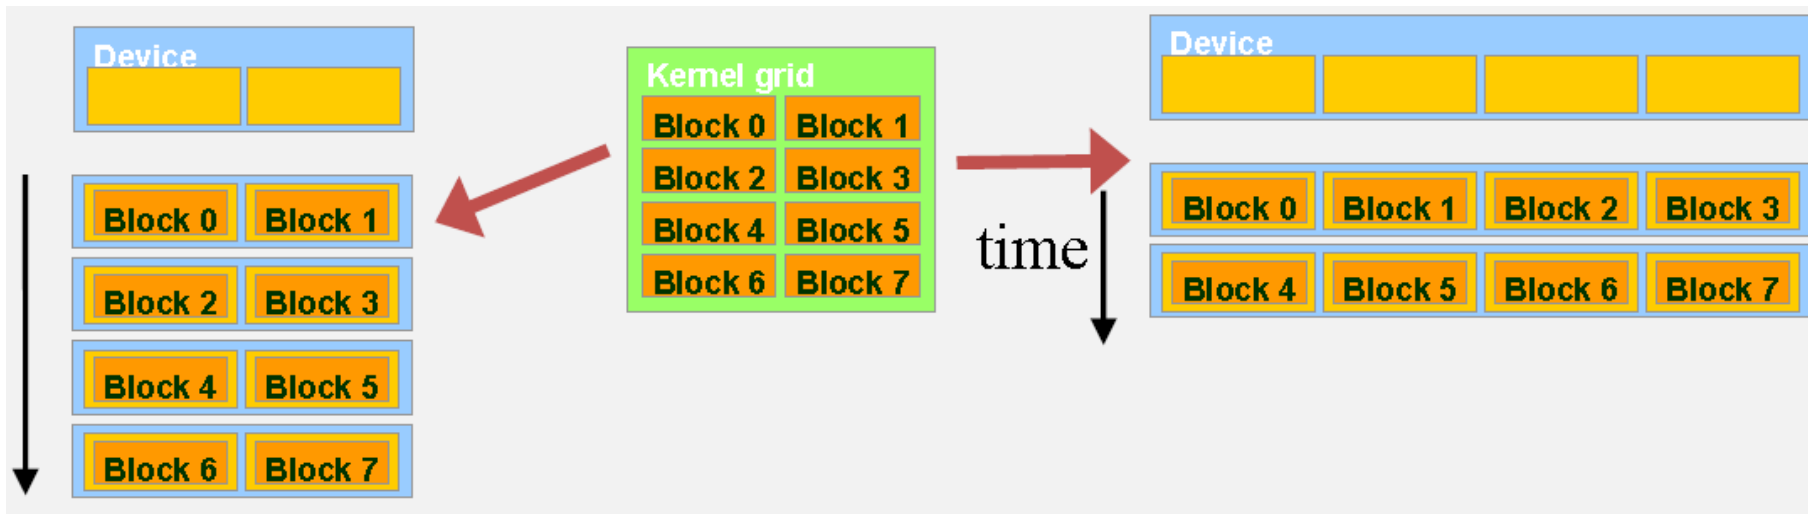 Device
Block 0 Block 1
Block 2 Block 3
Block 4 Block 5
Block 6 Block 7
Kernel grid
Block 0 Block 1
Block 2 Block 3
Block 4 Block 5
Block 6 Block 7
time
Device
Block 0 Block 1 Block 2 Block 3
Block 4 Block 5 Block 6 Block 7